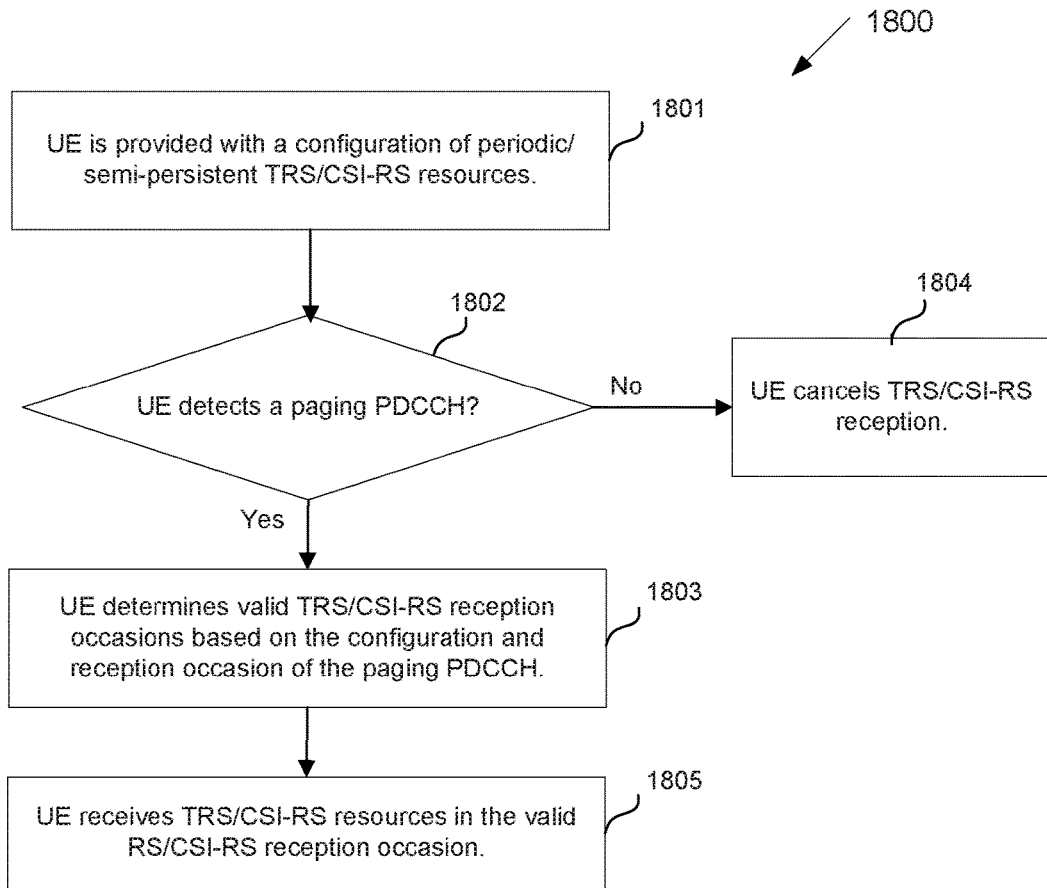 1800
1801
UE is provided with a configuration of periodic/
semi-persistent TRS/CSI-RS resources.
1802
UE detects a paging PDCCH?
No
1804
UE cancels TRS/CSI-RS
reception.
Yes
1803
UE determines valid TRS/CSI-RS reception
occasions based on the configuration and
reception occasion of the paging PDCCH.
1805
UE receives TRS/CSI-RS resources in the valid
RS/CSI-RS reception occasion.